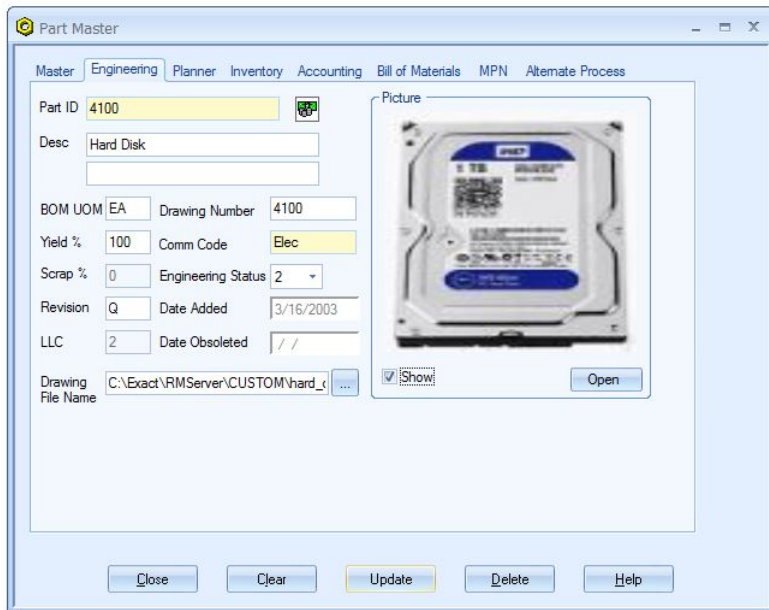 Part Master
Master Engineering Planner Inventory Accounting Bill of Materials MPN Alternate Process
Part ID 4100
Picture
Desc Hard Disk
BOM UOM EA Drawing Number 4100
Yield % 100 Comm Code Elec
Scrap % 0 Engineering Status 2
Revision Q Date Added 3/16/2003
LLC 2 Date Obsoleted / /
Drawing File Name C:\Exact\RMServer\CUSTOM\hard_
...
1 TB
Show
Open
Close Clear Update Delete Help